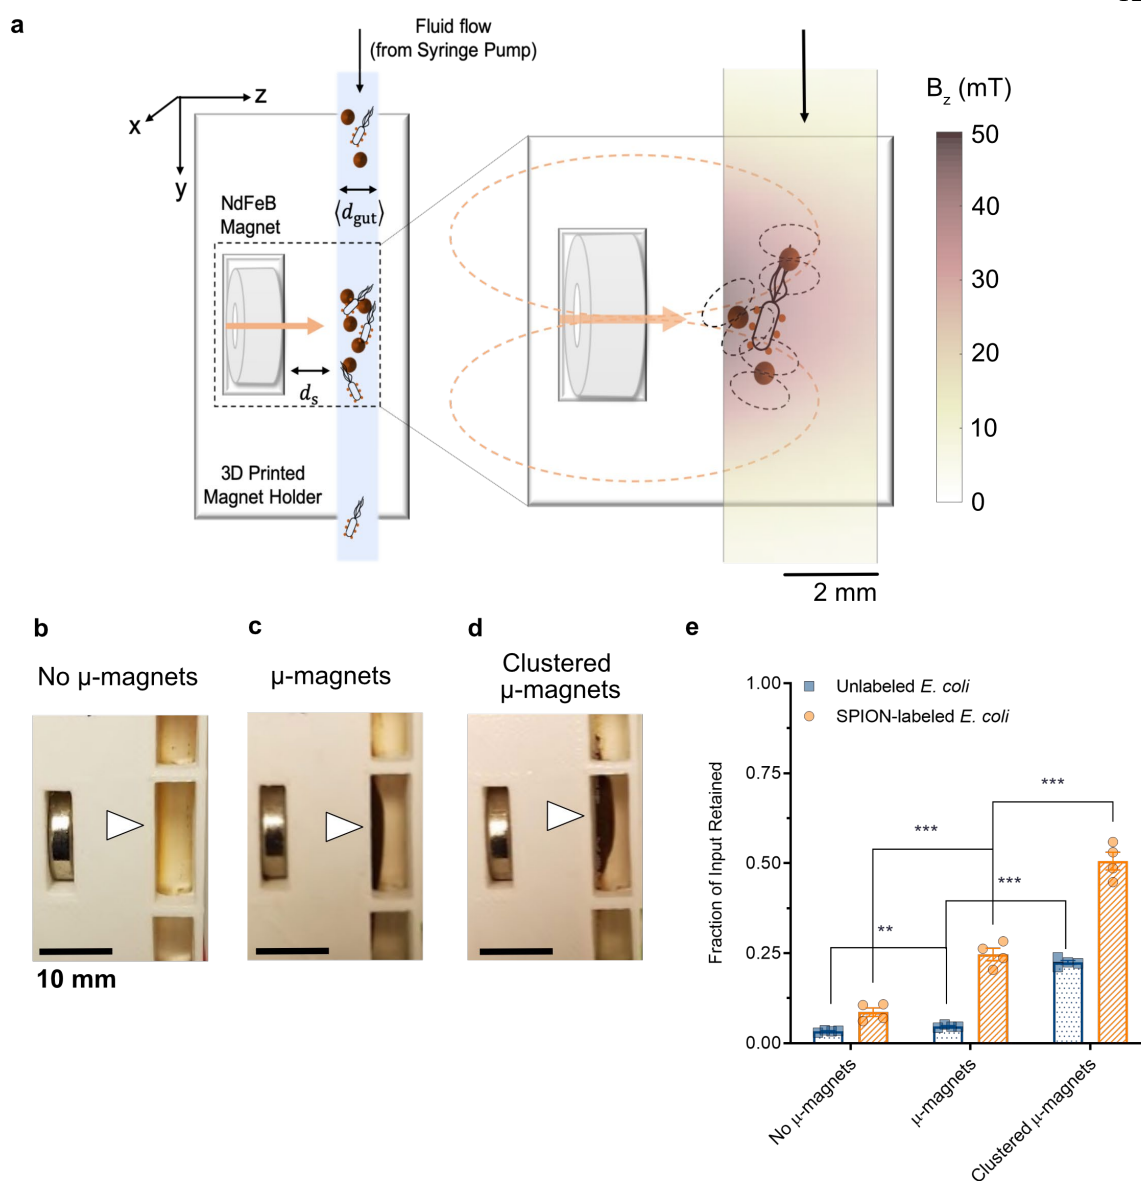 a
Fluid flow
(from Syringe Pump)
z
x
y
NdFeB
Magnet
⟨d_gut⟩
d_s
3D Printed
Magnet Holder
B_z (mT)
50
40
30
20
10
0
2 mm
b
No μ-magnets
c
μ-magnets
d
Clustered
μ-magnets
10 mm
e
Unlabeled E. coli
SPION-labeled E. coli
Fraction of Input Retained
1.00
0.75
0.50
0.25
0.00
***
***
***
**
No μ-magnets
μ-magnets
Clustered μ-magnets